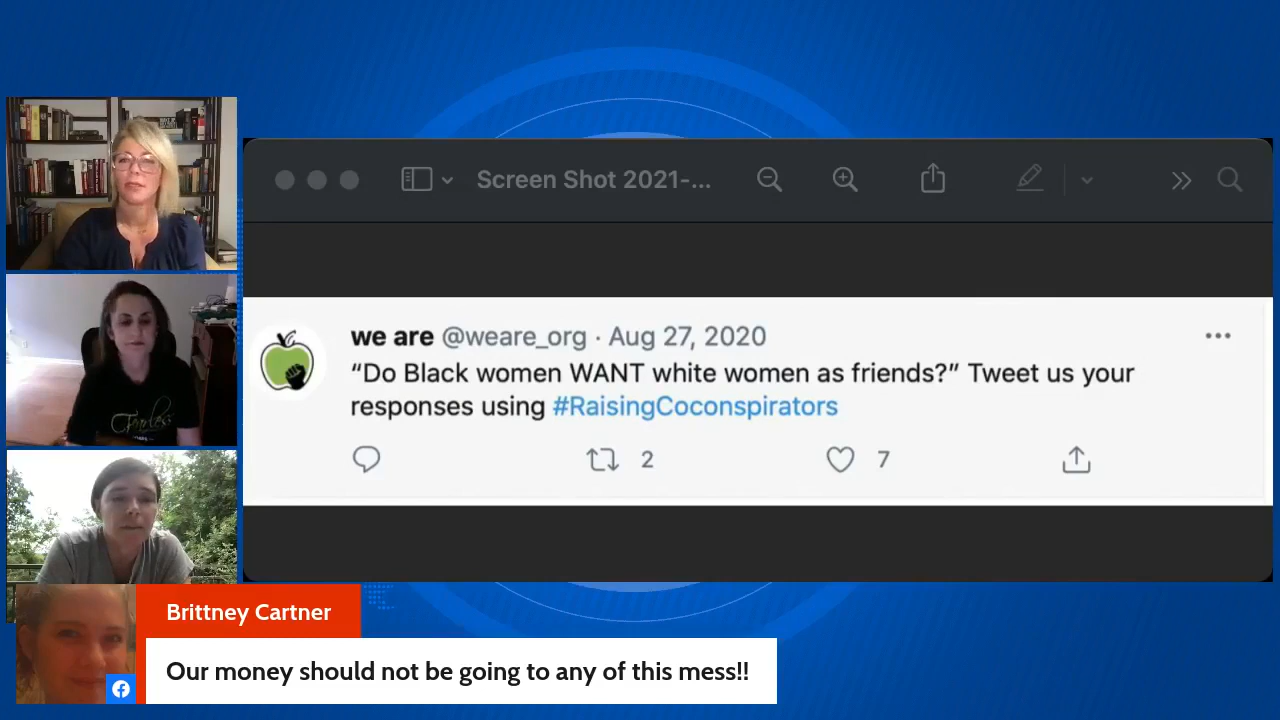 Screen Shot 2021-...
we are @weare_org · Aug 27, 2020
“Do Black women WANT white women as friends?” Tweet us your
responses using #RaisingCoconspirators
2
7
Fearless
Brittney Cartner
Our money should not be going to any of this mess!!